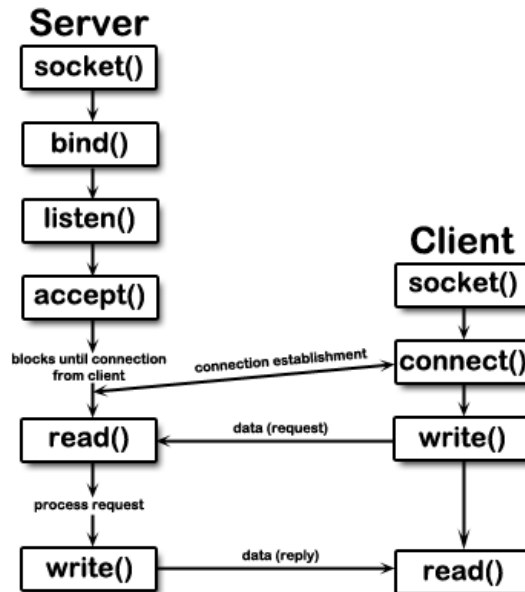 Server
socket()
bind()
listen()
accept()
blocks until connection
from client
read()
process request
write()
connection establishment
data (request)
data (reply)
Client
socket()
connect()
write()
read()